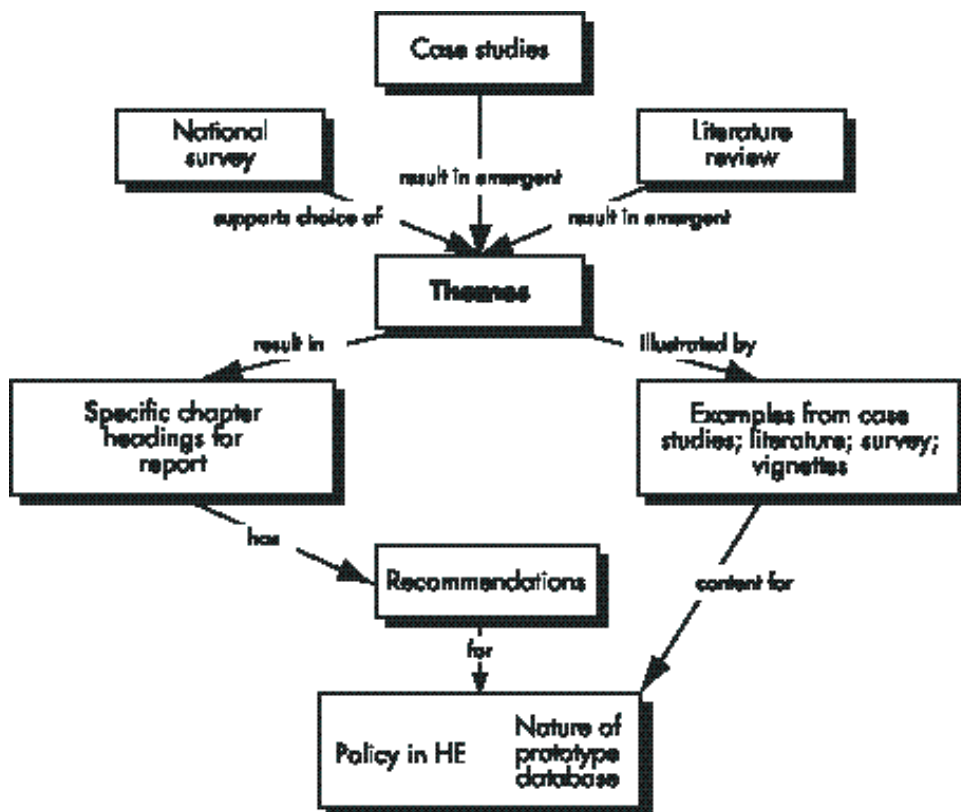 Case studies
National
survey
Literature
review
result in emergent
supports choice of
result in emergent
Themes
result in
illustrated by
Specific chapter
headings for
report
Examples from case
studies; literature; survey;
vignettes
has
Recommendations
content for
for
Policy in HE
Nature of
prototype
database